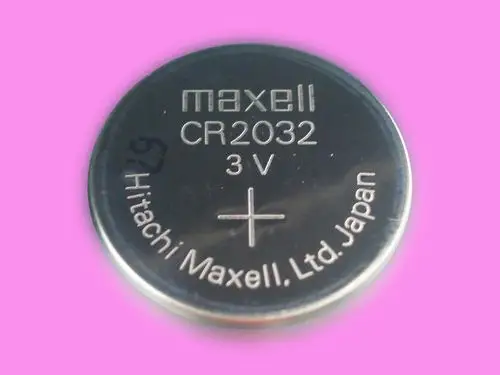 maxell
CR2032
3 V
+
Hitachi Maxell, Ltd. Japan